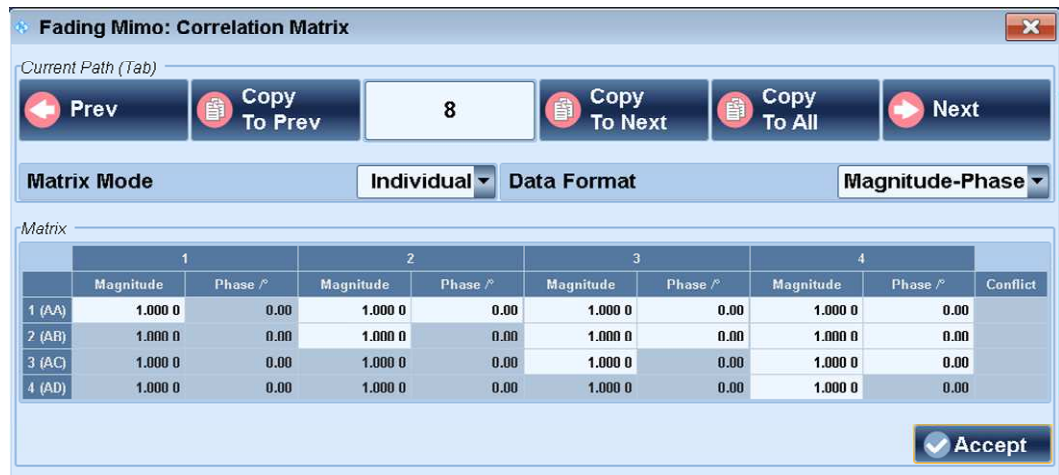 Fading Mimo: Correlation Matrix
Current Path (Tab)
Prev
Copy
To Prev
8
Copy
To Next
Copy
To All
Next
Matrix Mode Individual Data Format Magnitude-Phase
Matrix
1 2 3 4
Magnitude Phase /° Magnitude Phase /° Magnitude Phase /° Magnitude Phase /° Conflict
1 (AA) 1.000 0 0.00 1.000 0 0.00 1.000 0 0.00 1.000 0 0.00
2 (AB) 1.000 0 0.00 1.000 0 0.00 1.000 0 0.00 1.000 0 0.00
3 (AC) 1.000 0 0.00 1.000 0 0.00 1.000 0 0.00 1.000 0 0.00
4 (AD) 1.000 0 0.00 1.000 0 0.00 1.000 0 0.00 1.000 0 0.00
Accept